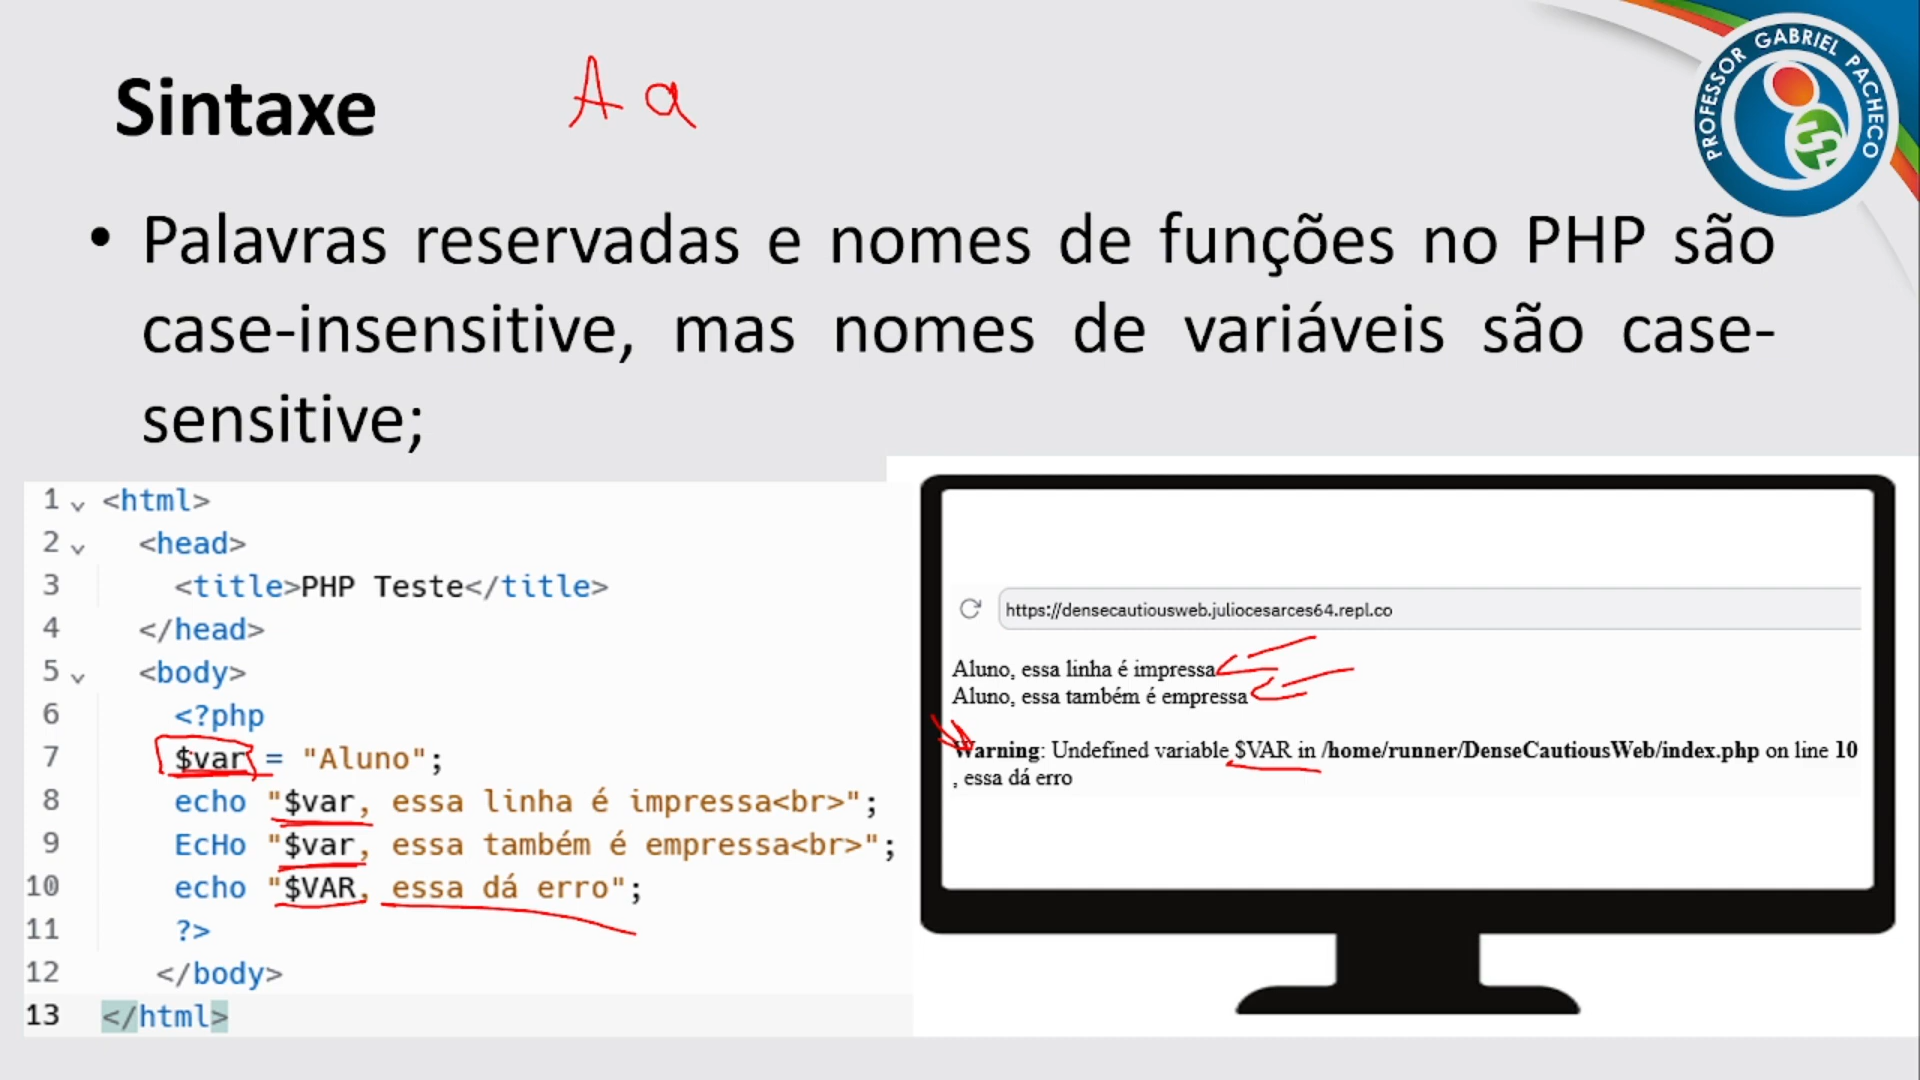 Sintaxe
A a
PROFESSOR GABRIEL PACHECO
• Palavras reservadas e nomes de funções no PHP são
case-insensitive, mas nomes de variáveis são case-
sensitive;
1 <html>
2 <head>
3 <title>PHP Teste</title>
4 </head>
5 <body>
6 <?php
7 $var = "Aluno";
8 echo "$var, essa linha é impressa<br>";
9 EcHo "$var, essa também é empressa<br>";
10 echo "$VAR, essa dá erro";
11 ?>
12 </body>
13 </html>
https://densecautiousweb.juliocesarces64.repl.co
Aluno, essa linha é impressa
Aluno, essa também é empressa
Warning: Undefined variable $VAR in /home/runner/DenseCautiousWeb/index.php on line 10
, essa dá erro